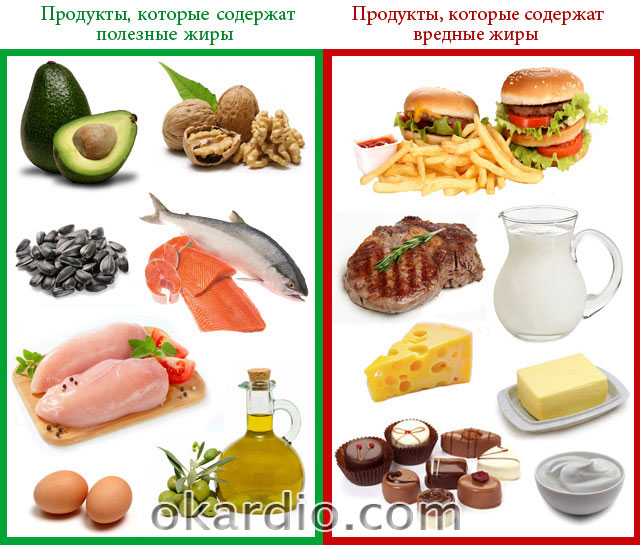 Продукты, которые содержат
полезные жиры
Продукты, которые содержат
вредные жиры
okardio.com